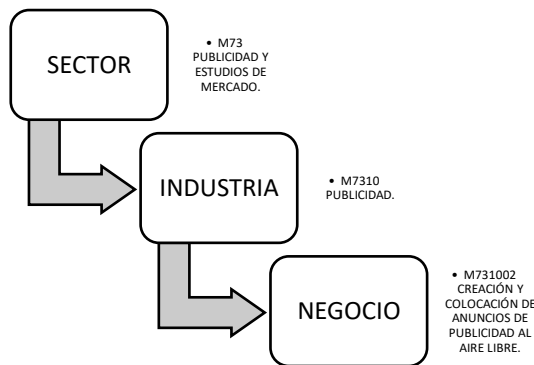 SECTOR
• M73
PUBLICIDAD Y
ESTUDIOS DE
MERCADO.
INDUSTRIA
• M7310
PUBLICIDAD.
NEGOCIO
• M731002
CREACIÓN Y
COLOCACIÓN DE
ANUNCIOS DE
PUBLICIDAD AL
AIRE LIBRE.